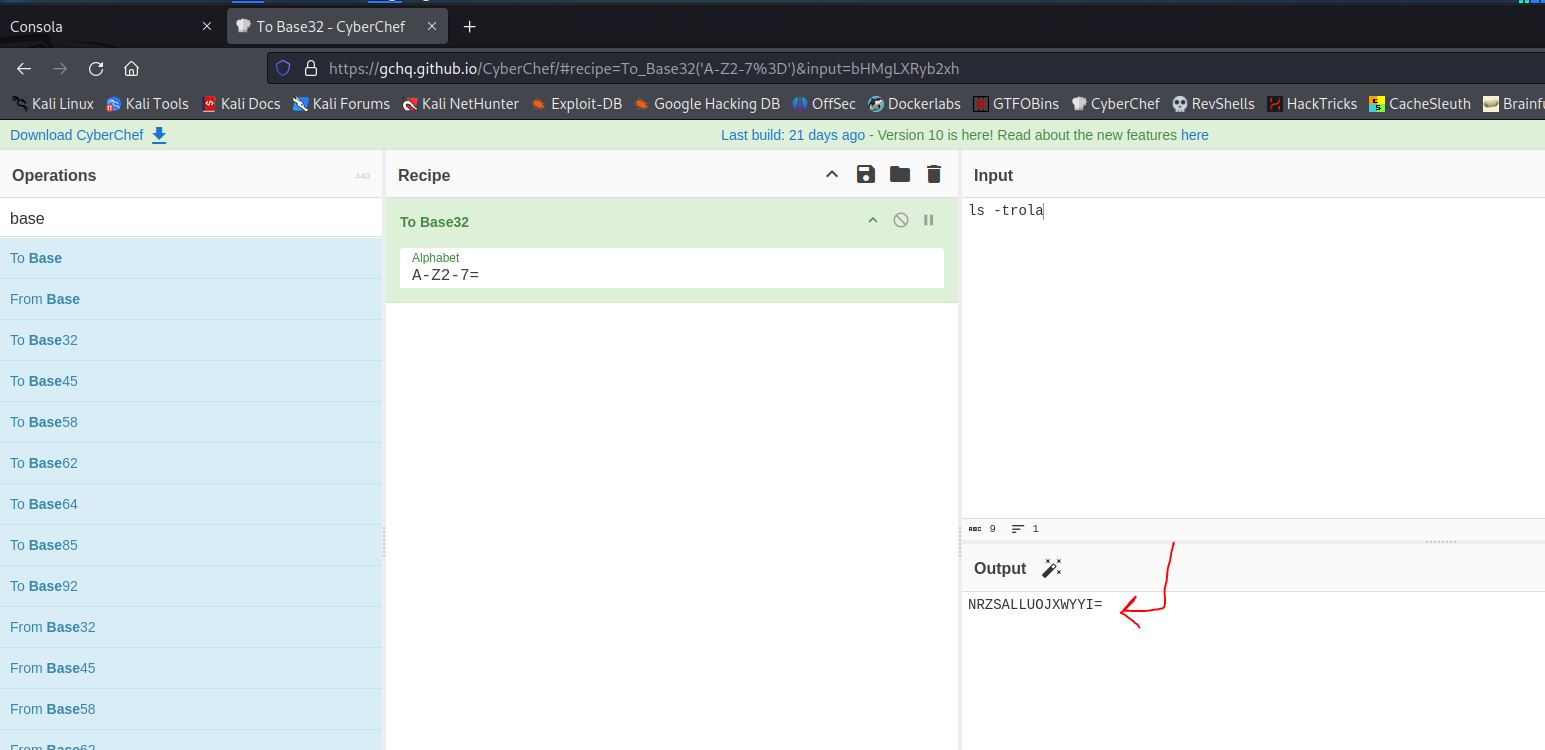 Consola
To Base32 - CyberChef
https://gchq.github.io/CyberChef/#recipe=To_Base32('A-Z2-7%3D')&input=bHMgLXRyb2xh
Kali Linux Kali Tools Kali Docs Kali Forums Kali NetHunter Exploit-DB Google Hacking DB OffSec Dockerlabs GTFOBins CyberChef RevShells HackTricks CacheSleuth Brainfu
Download CyberChef
Last build: 21 days ago - Version 10 is here! Read about the new features here
Operations
440
base
To Base
From Base
To Base32
To Base45
To Base58
To Base62
To Base64
To Base85
To Base92
From Base32
From Base45
From Base58
From Base62
Recipe
To Base32
Alphabet
A-Z2-7=
Input
ls -trola
ABC 9 1
Output
NRZSALLUOJXWYYI=